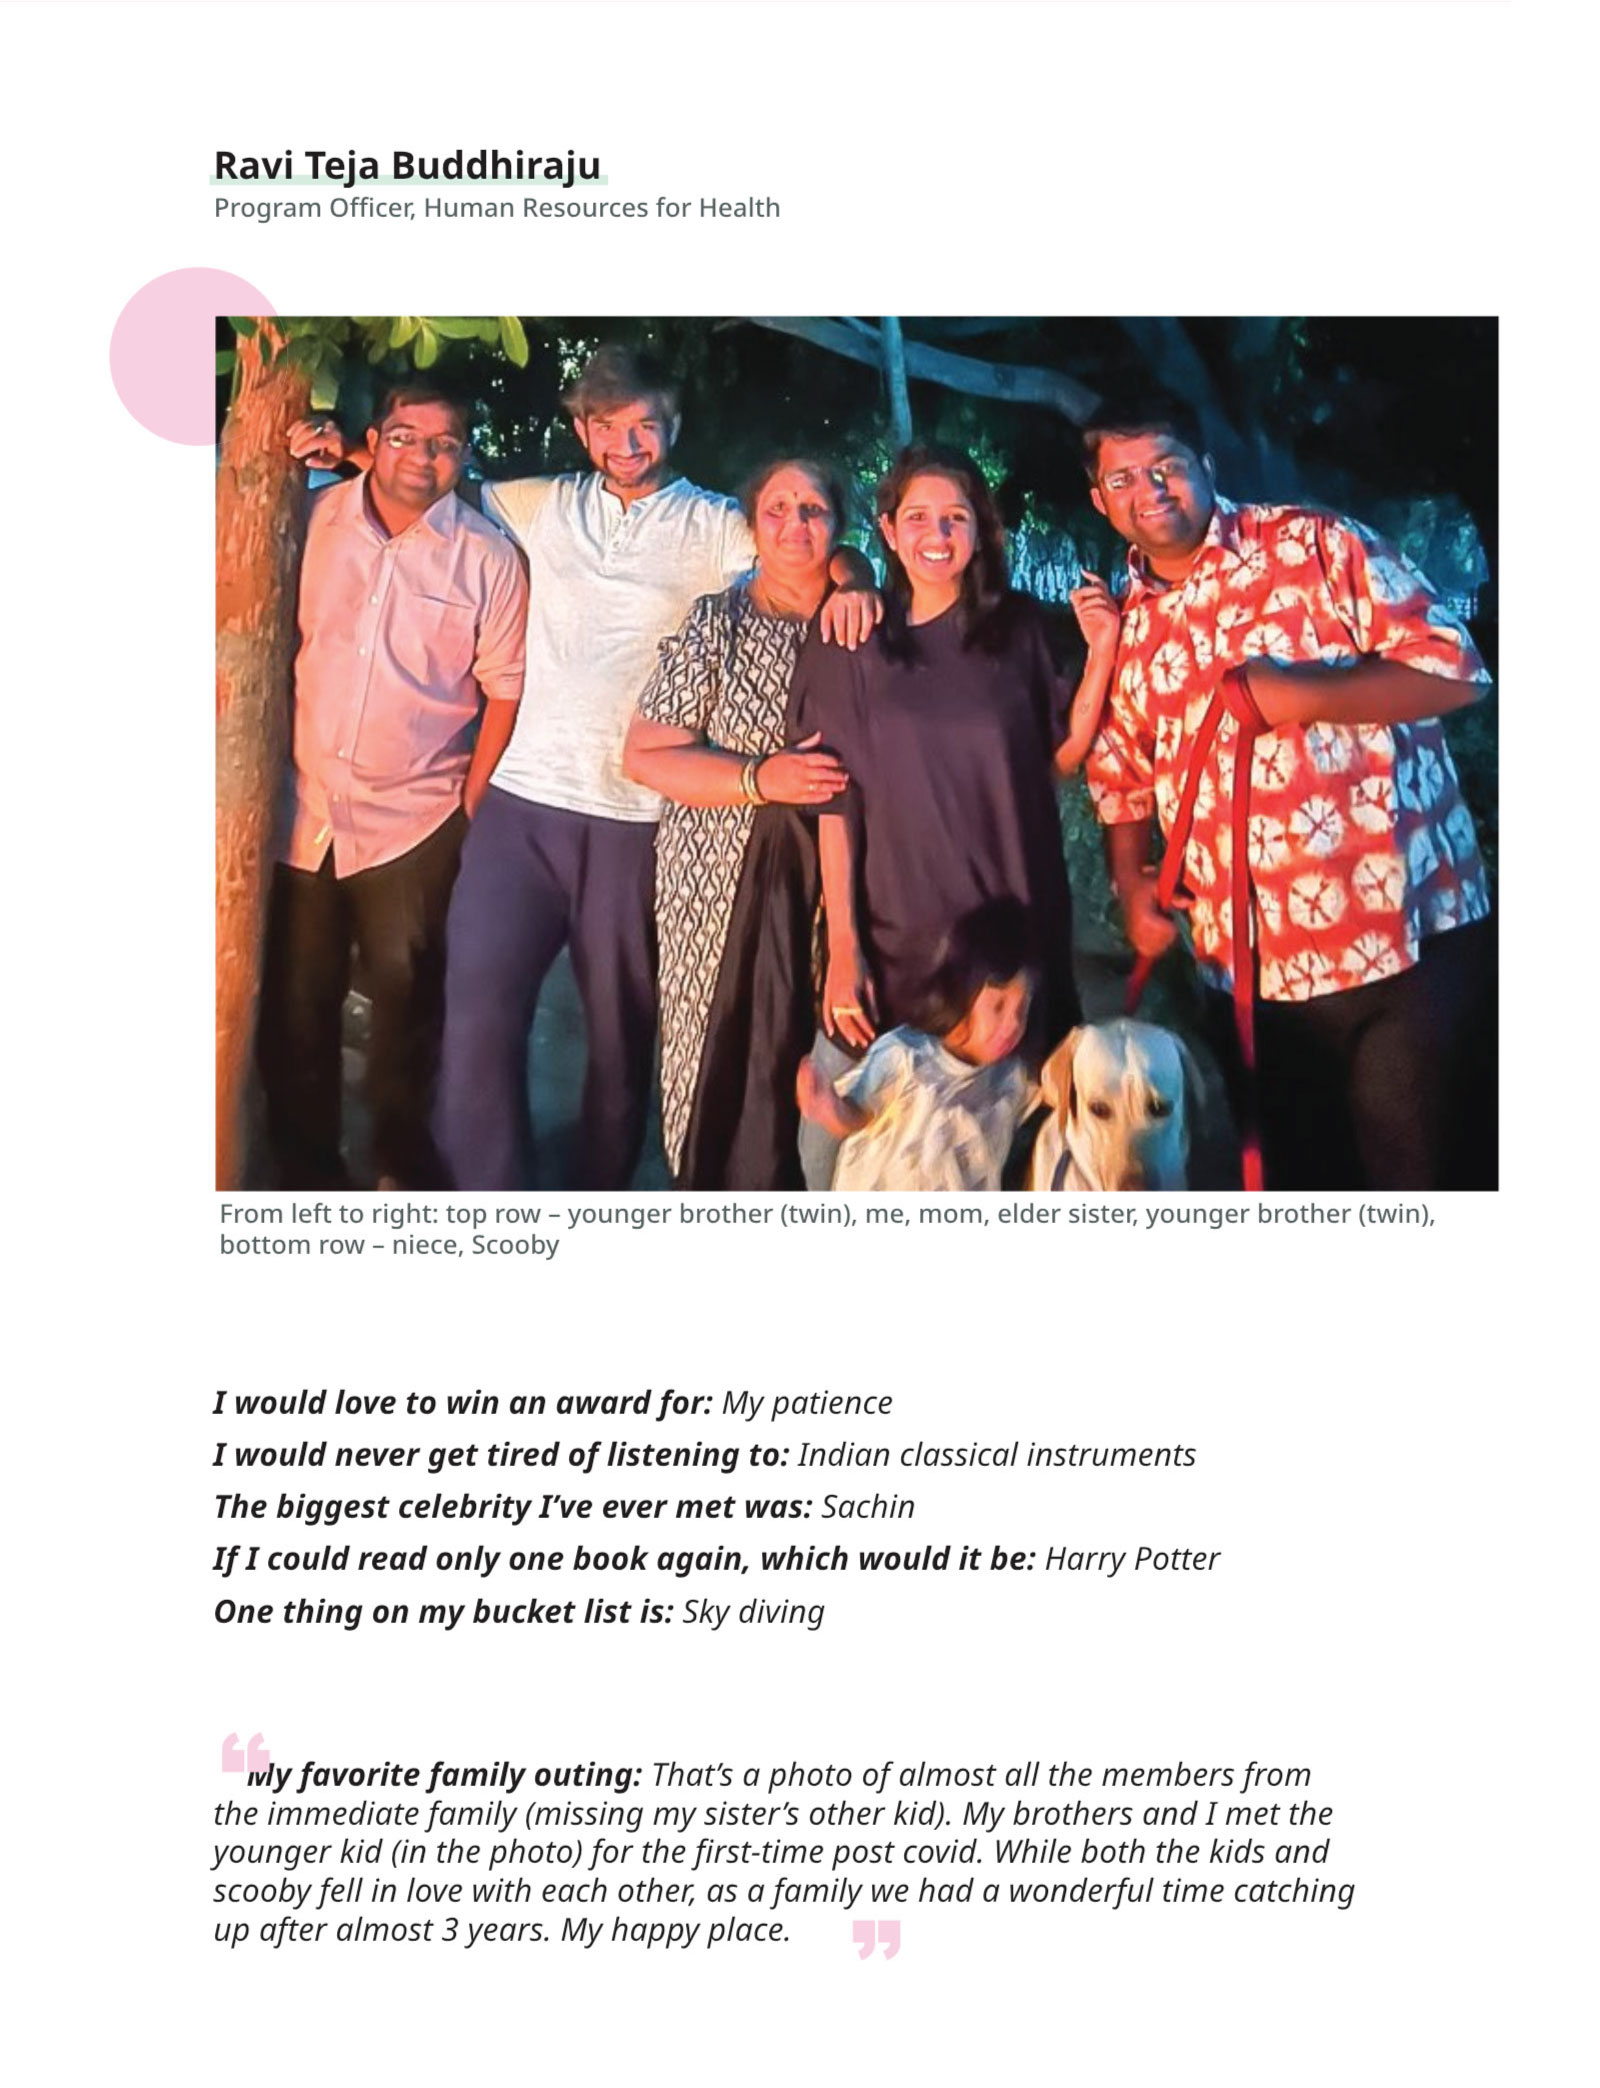 Ravi Teja Buddhiraju
Program Officer, Human Resources for Health
From left to right: top row – younger brother (twin), me, mom, elder sister, younger brother (twin),
bottom row – niece, Scooby
I would love to win an award for: My patience
I would never get tired of listening to: Indian classical instruments
The biggest celebrity I’ve ever met was: Sachin
If I could read only one book again, which would it be: Harry Potter
One thing on my bucket list is: Sky diving
“My favorite family outing: That’s a photo of almost all the members from
the immediate family (missing my sister’s other kid). My brothers and I met the
younger kid (in the photo) for the first-time post covid. While both the kids and
scooby fell in love with each other, as a family we had a wonderful time catching
up after almost 3 years. My happy place. ”